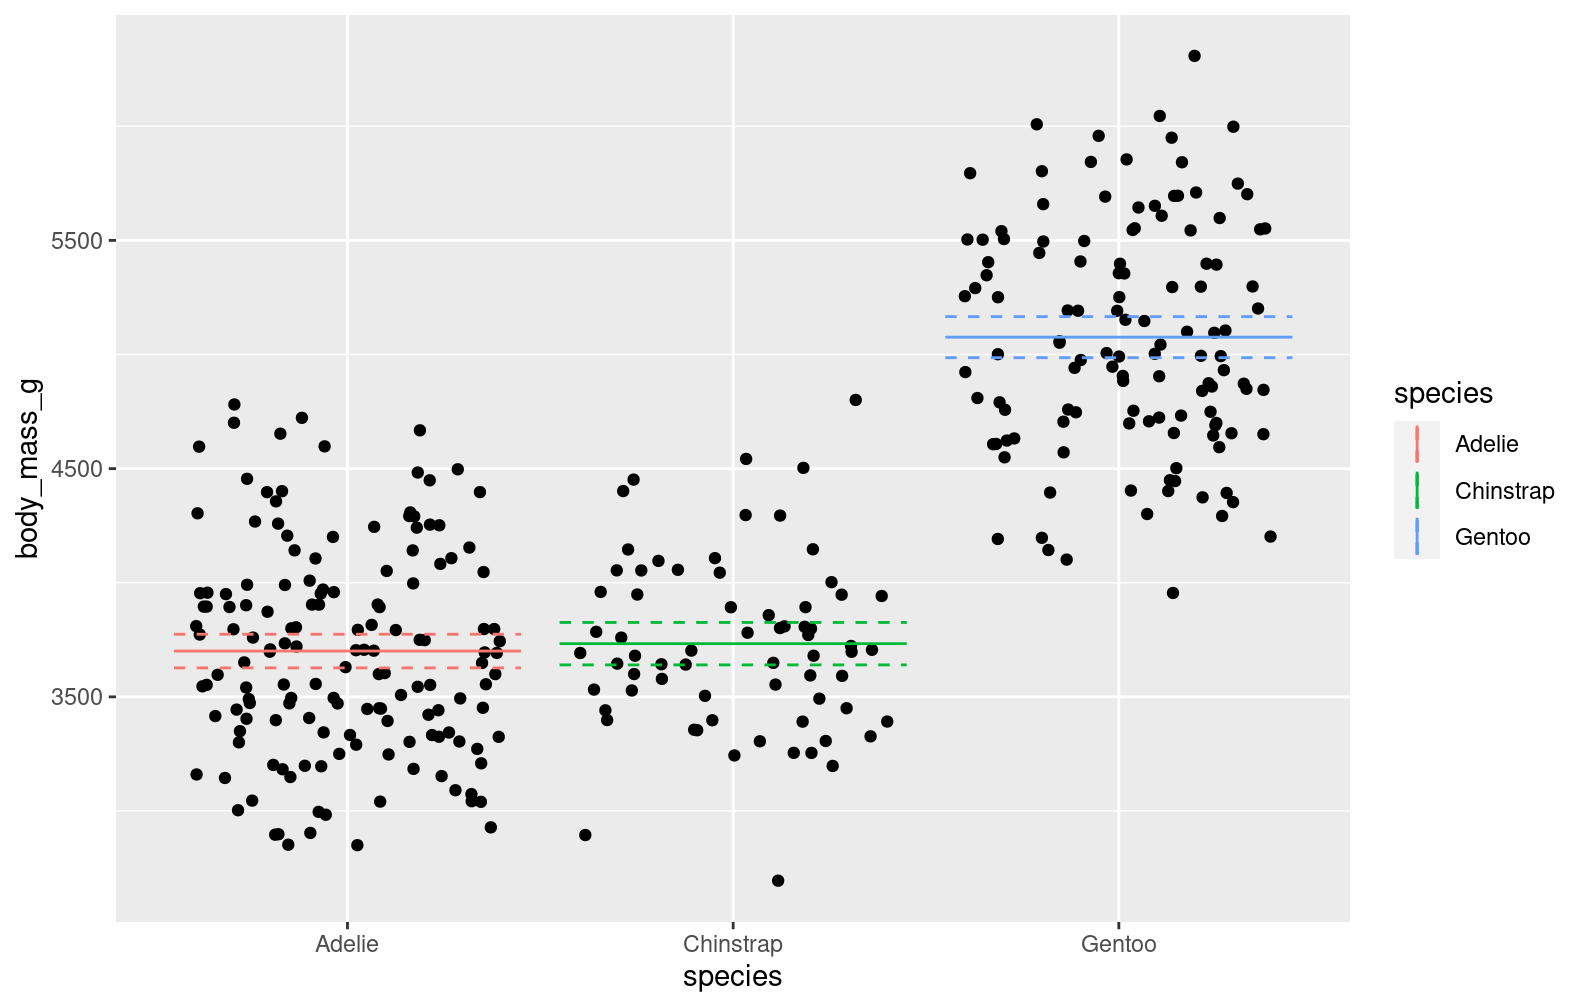 body_mass_g
5500
4500
3500
Adelie
Chinstrap
Gentoo
species
species
Adelie
Chinstrap
Gentoo